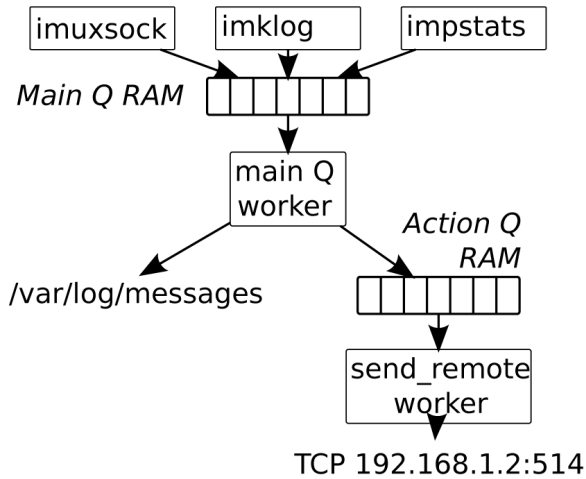 imuxsock
imklog
impstats
Main Q RAM
main Q
worker
Action Q
RAM
/var/log/messages
send_remote
worker
TCP 192.168.1.2:514